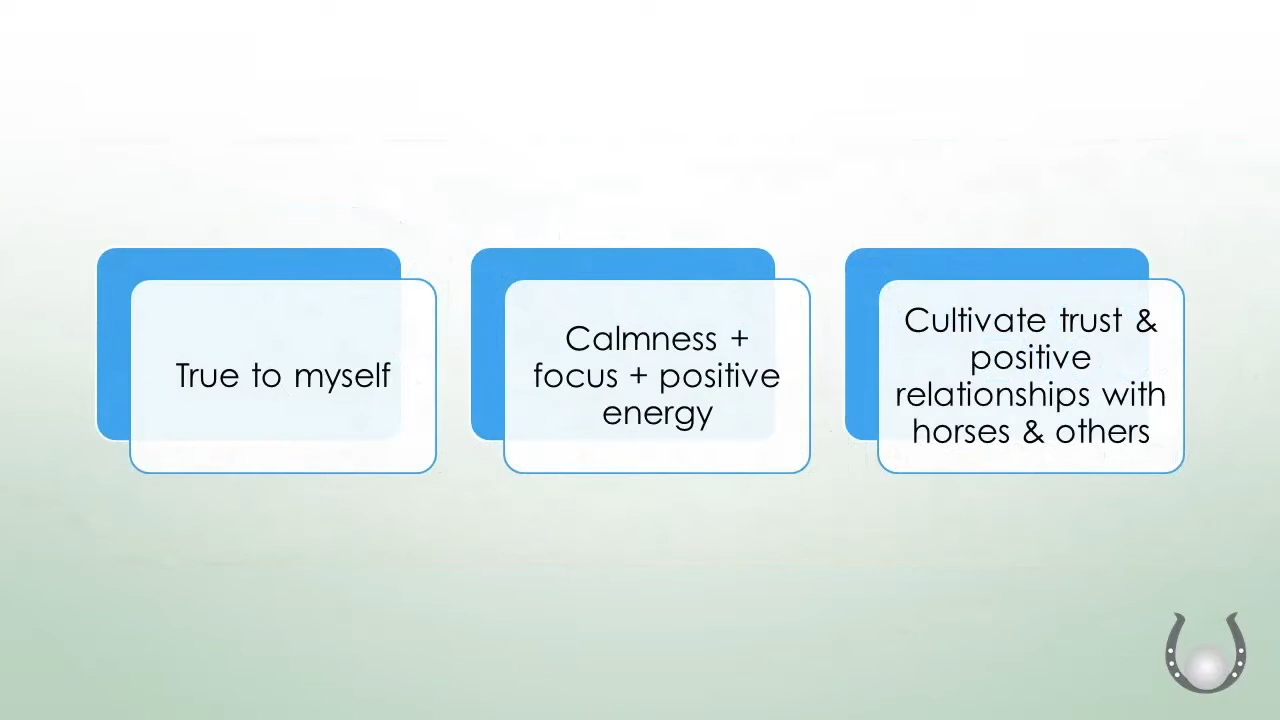 True to myself
Calmness +
focus + positive
energy
Cultivate trust &
positive
relationships with
horses & others